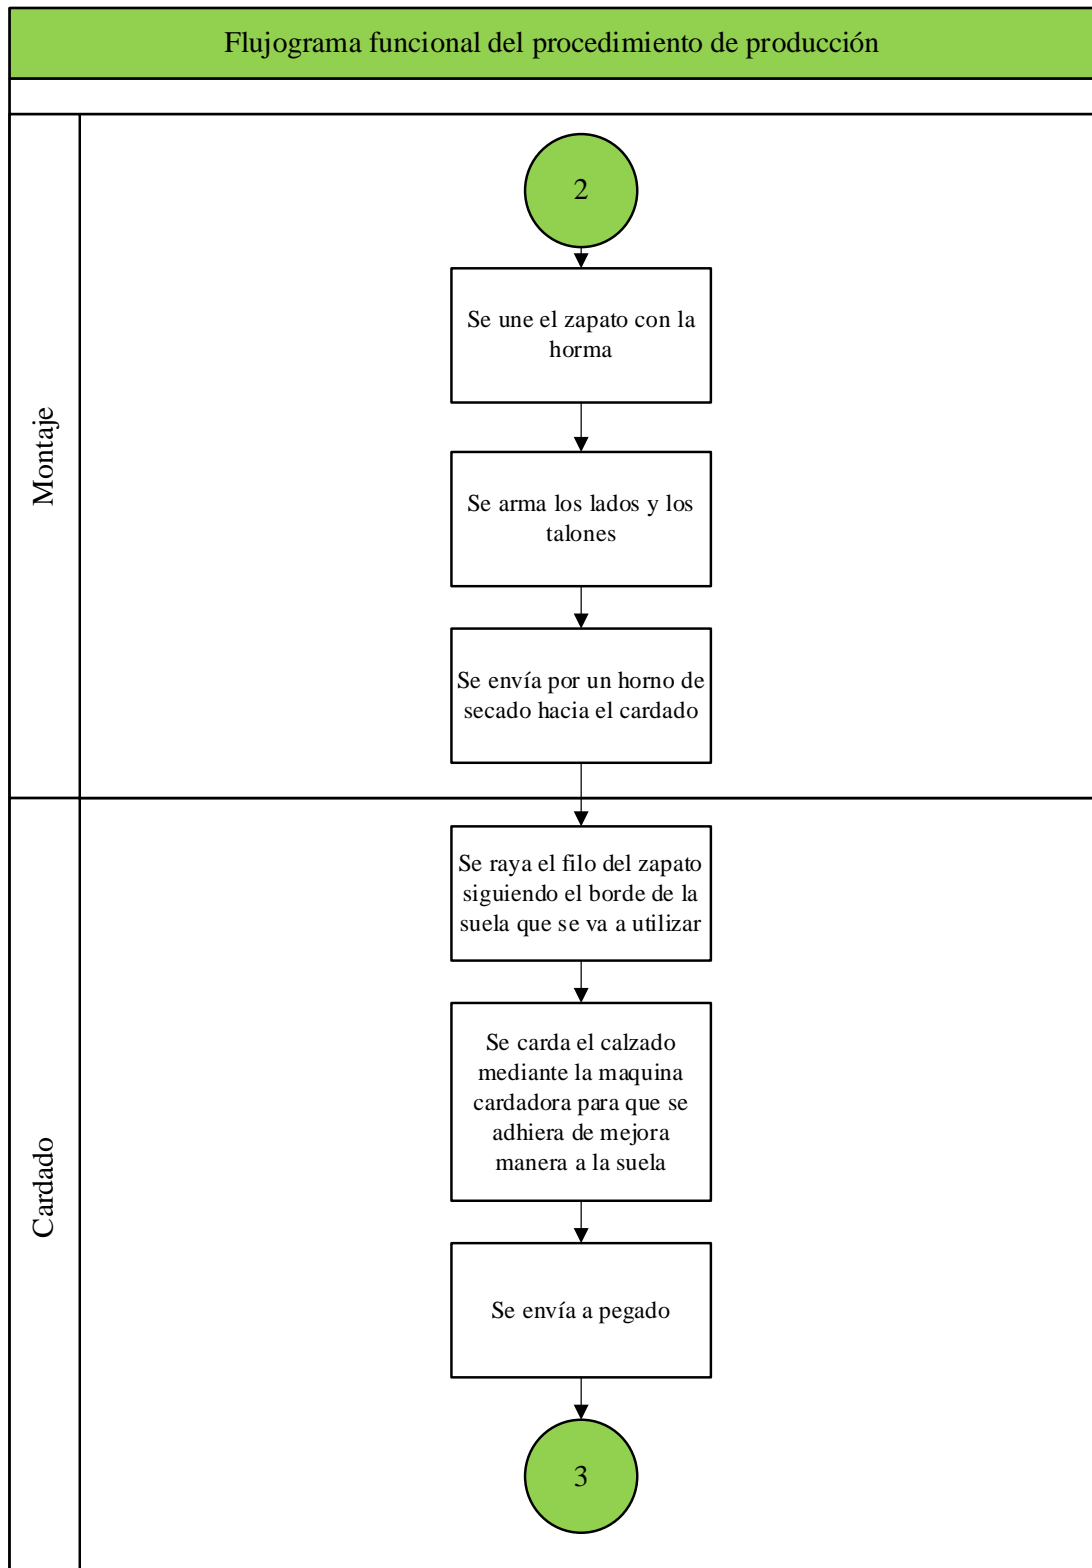 Flujograma funcional del procedimiento de producción
Montaje
2
Se une el zapato con la
horma
Se arma los lados y los
talones
Se envía por un horno de
secado hacia el cardado
Cardado
Se raya el filo del zapato
siguiendo el borde de la
suela que se va a utilizar
Se carda el calzado
mediante la maquina
cardadora para que se
adhiera de mejora
manera a la suela
Se envía a pegado
3